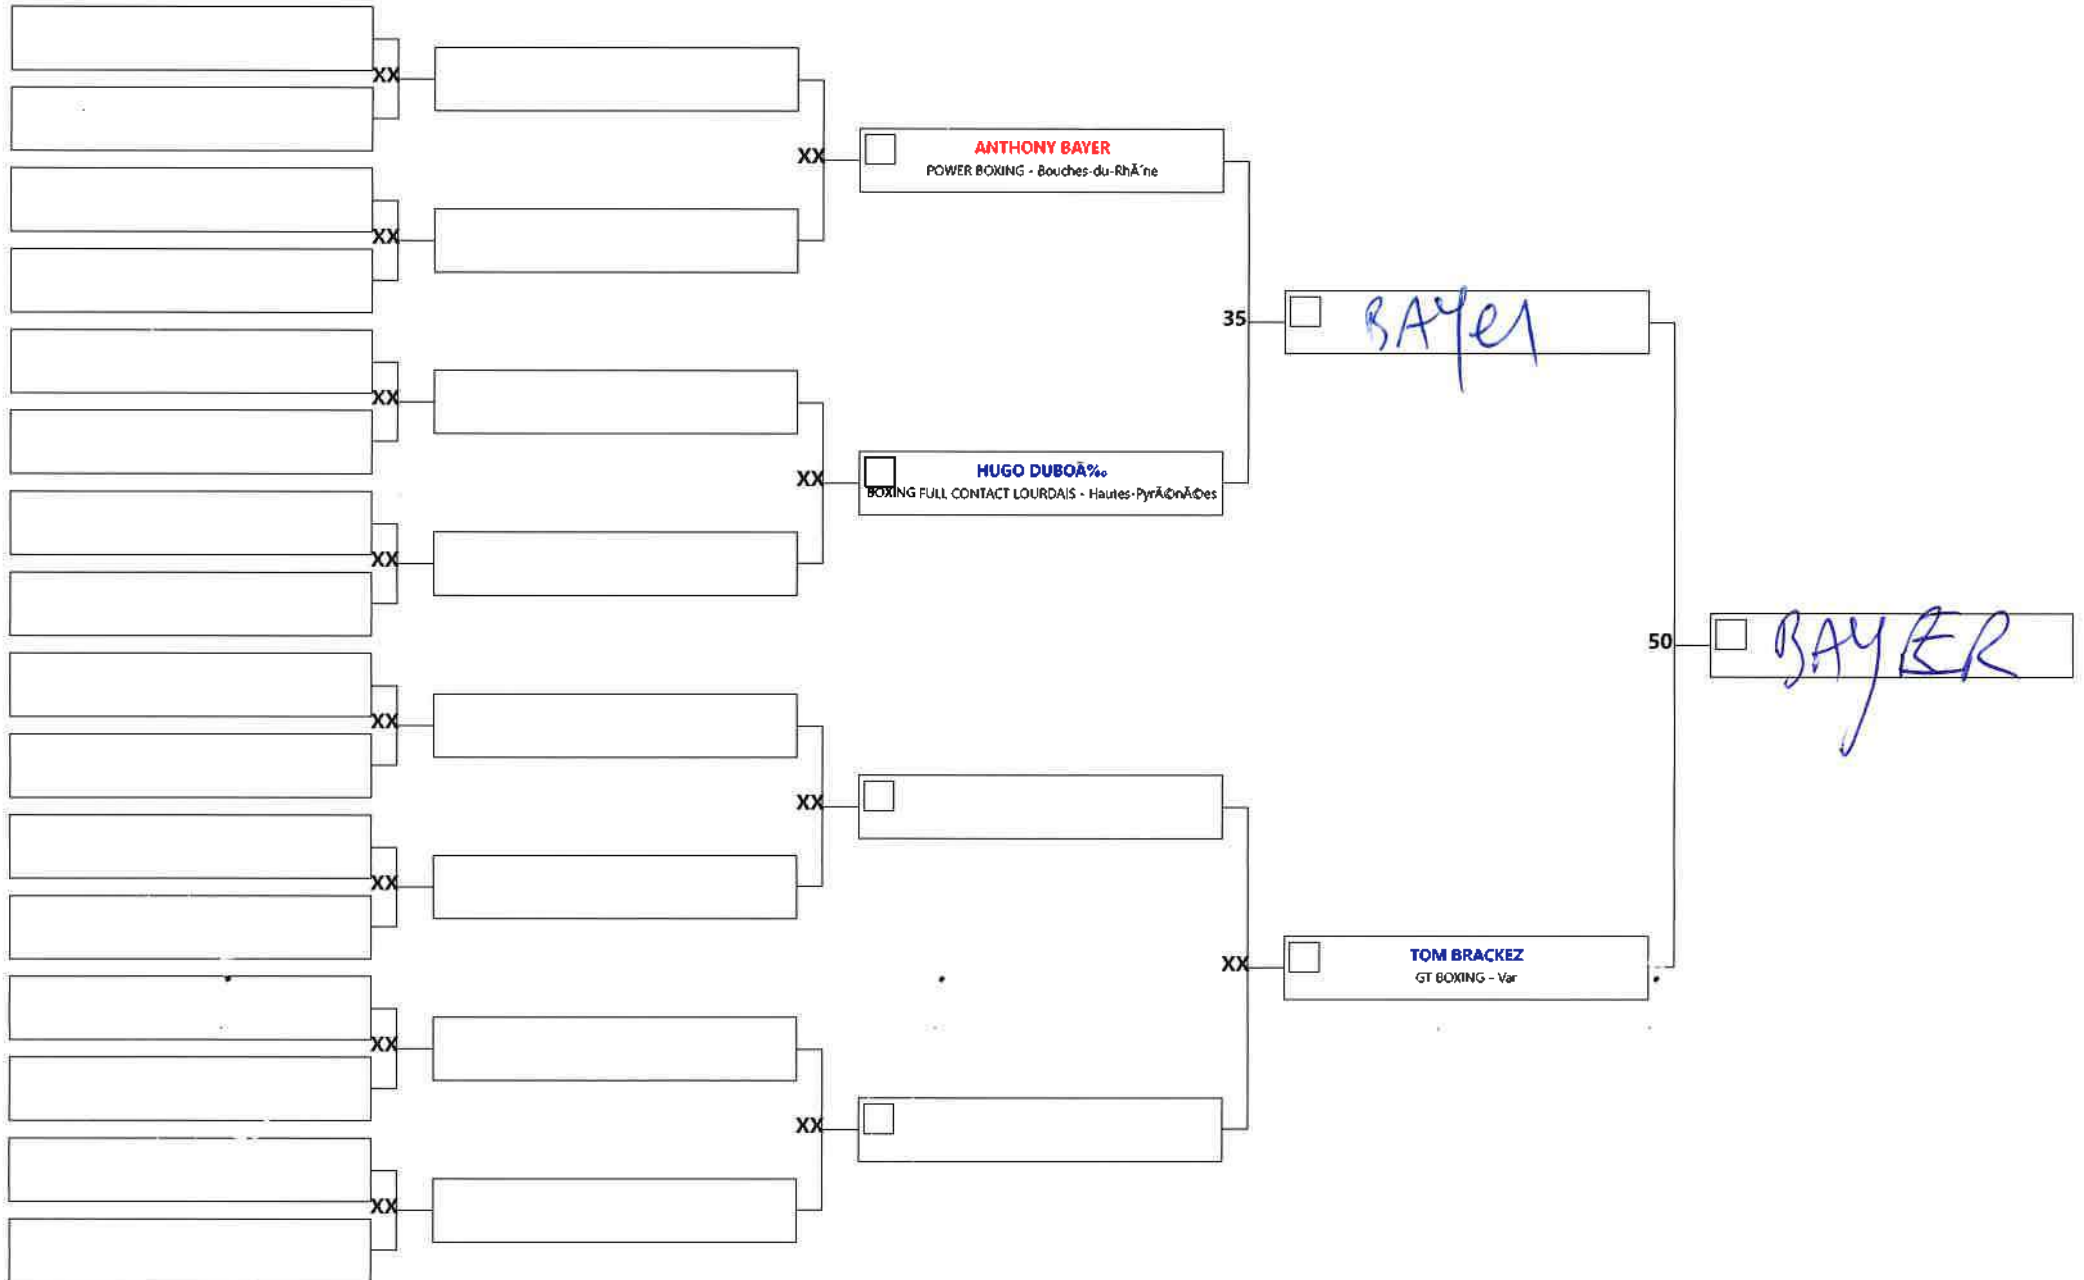 XX
XX
XX
XX
XX
XX
XX
XX
XX
XX
XX
XX
ANTHONY BAYER
POWER BOXING - Bouches-du-RhÃ´ne
HUGO DUBOÃ‰
BOXING FULL CONTACT LOURDAIS - Hautes-PyrÃ©nÃ©es
35
XX
BAYer
TOM BRACKEZ
GT BOXING - Var
50
BAYER